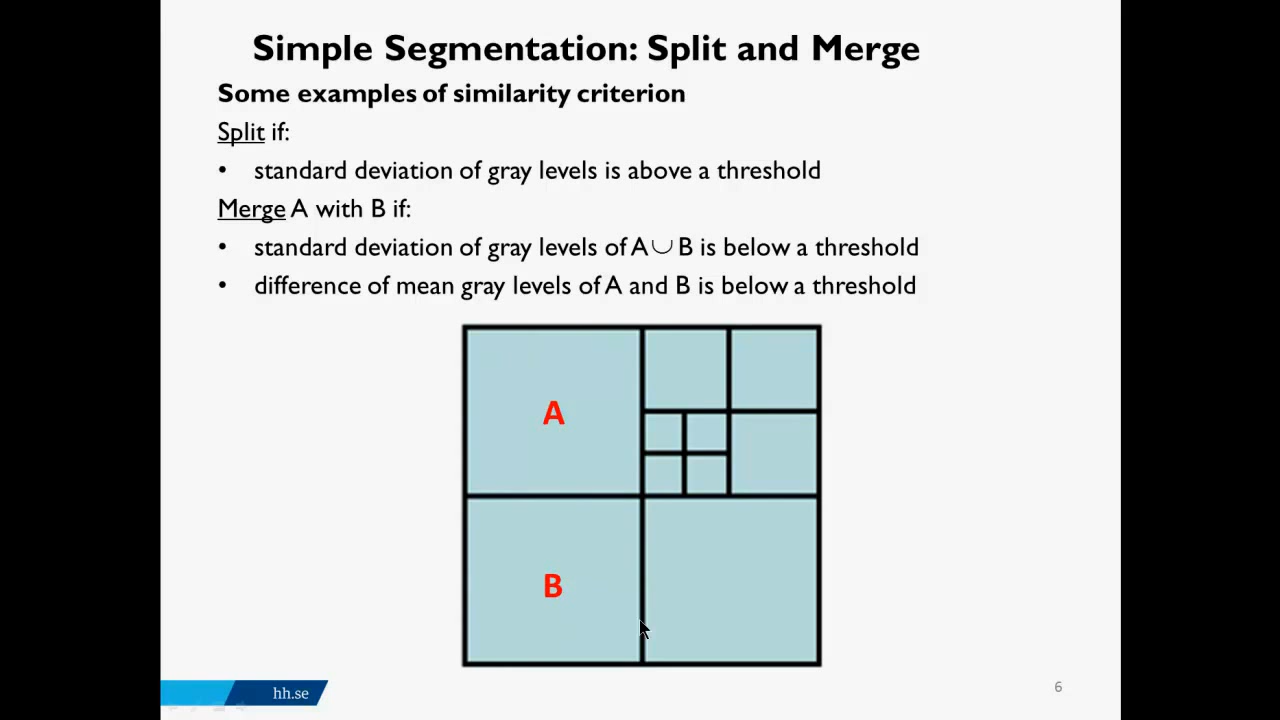 Simple Segmentation: Split and Merge
Some examples of similarity criterion
Split if:
• standard deviation of gray levels is above a threshold
Merge A with B if:
• standard deviation of gray levels of A ∪ B is below a threshold
• difference of mean gray levels of A and B is below a threshold
A
B
hh.se
6